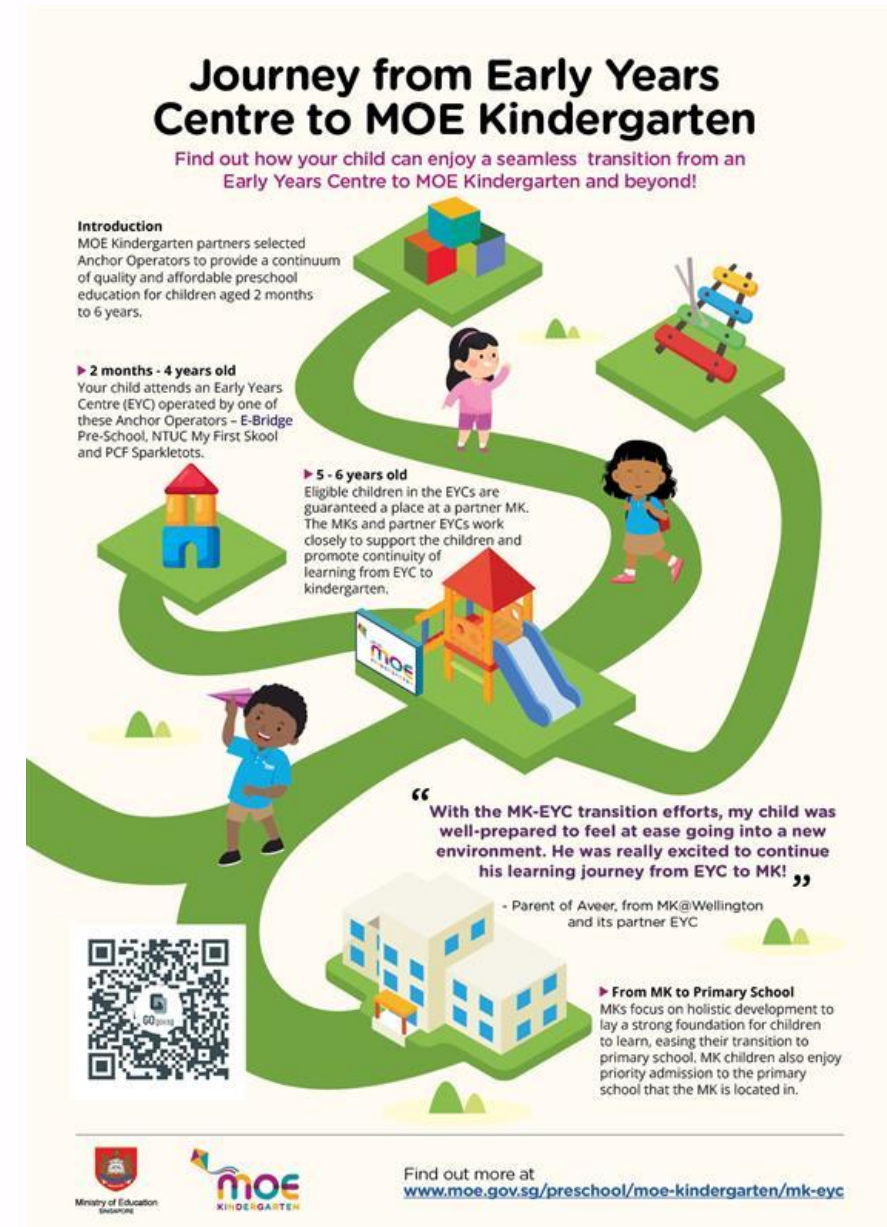 Journey from Early Years
Centre to MOE Kindergarten
Find out how your child can enjoy a seamless transition from an
Early Years Centre to MOE Kindergarten and beyond!
Introduction
MOE Kindergarten partners selected
Anchor Operators to provide a continuum
of quality and affordable preschool
education for children aged 2 months
to 6 years.
2 months - 4 years old
Your child attends an Early Years
Centre (EYC) operated by one of
these Anchor Operators – E-Bridge
Pre-School, NTUC My First Skool
and PCF Sparkletots.
5 - 6 years old
Eligible children in the EYCs are
guaranteed a place at a partner MK.
The MKs and partner EYCs work
closely to support the children and
promote continuity of
learning from EYC to
kindergarten.
moe
“With the MK-EYC transition efforts, my child was
well-prepared to feel at ease going into a new
environment. He was really excited to continue
his learning journey from EYC to MK!”
- Parent of Aveer, from MK@Wellington
and its partner EYC
From MK to Primary School
MKs focus on holistic development to
lay a strong foundation for children
to learn, easing their transition to
primary school. MK children also enjoy
priority admission to the primary
school that the MK is located in.
Ministry of Education
SINGAPORE
moe
KINDERGARTEN
Find out more at
www.moe.gov.sg/preschool/moe-kindergarten/mk-eyc